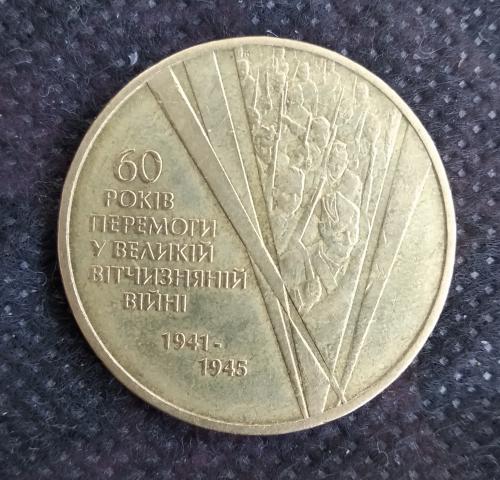 60
РОКІВ
ПЕРЕМОГИ
У ВЕЛИКІЙ
ВІТЧИЗНЯНІЙ
ВІЙНІ
1941-
1945